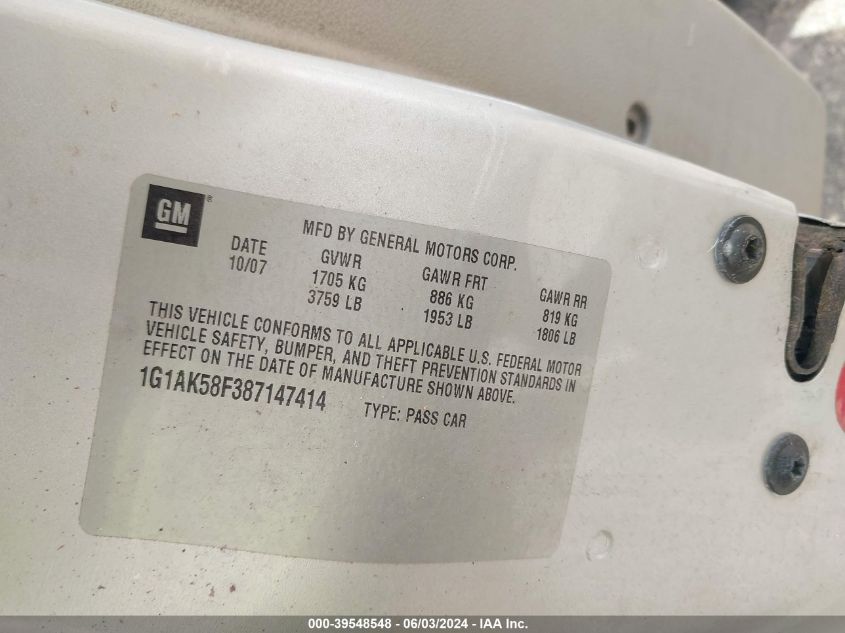 GM®
MFD BY GENERAL MOTORS CORP.
DATE GVWR GAWR FRT GAWR RR
10/07 1705 KG 886 KG 819 KG
3759 LB 1953 LB 1806 LB
THIS VEHICLE CONFORMS TO ALL APPLICABLE U.S. FEDERAL MOTOR
VEHICLE SAFETY, BUMPER, AND THEFT PREVENTION STANDARDS IN
EFFECT ON THE DATE OF MANUFACTURE SHOWN ABOVE.
1G1AK58F387147414 TYPE: PASS CAR
000-39548548 - 06/03/2024 - IAA Inc.